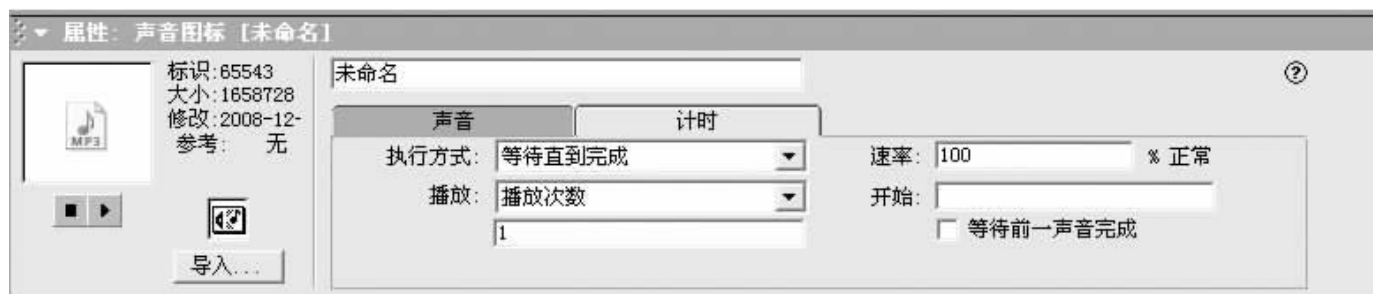 属性: 声音图标 [未命名]
标识:65543
大小:1658728
修改:2008-12-
参考: 无
MP3
导入...
未命名
声音 计时
执行方式: 等待直到完成 速率: 100 % 正常
播放: 播放次数 开始:
1 等待前一声音完成